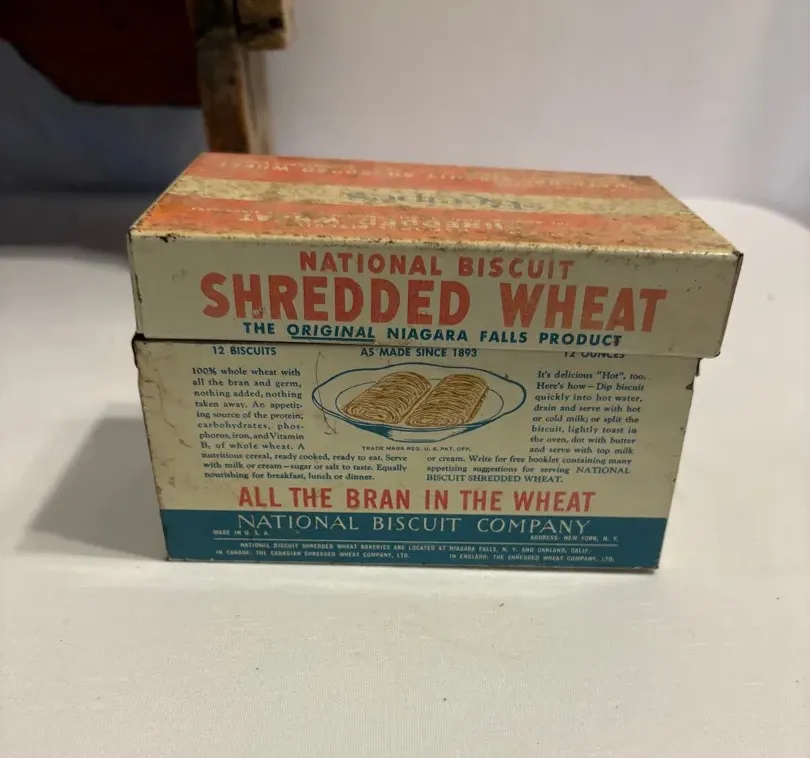 NATIONAL BISCUIT
SHREDDED WHEAT
THE ORIGINAL NIAGARA FALLS PRODUCT
12 BISCUITS
AS MADE SINCE 1893
12 OUNCES
100% whole wheat with
all the bran and germ,
nothing added, nothing
taken away. An appetiz-
ing source of the protein,
carbohydrates, phos-
phorus, iron, and Vitamin
B, of whole wheat. A
nutritious cereal, ready cooked, ready to eat. Serve
with milk or cream—sugar or salt to taste. Equally
nourishing for breakfast, lunch or dinner.
TRADE MARK REG. U. S. PAT. OFF.
It's delicious "Hot", too.
Here's how—Dip biscuit
quickly into hot water,
drain and serve with hot
or cold milk; or split the
biscuit, lightly toast in
the oven, dot with butter
and serve with top milk
or cream. Write for free booklet containing many
appetizing suggestions for serving NATIONAL
BISCUIT SHREDDED WHEAT.
ALL THE BRAN IN THE WHEAT
NATIONAL BISCUIT COMPANY
MADE IN U. S. A.
ADDRESS: NEW YORK, N. Y.
NATIONAL BISCUIT SHREDDED WHEAT BAKERIES ARE LOCATED AT NIAGARA FALLS, N. Y. AND OAKLAND, CALIF.
IN CANADA: THE CANADIAN SHREDDED WHEAT COMPANY, LTD.
IN ENGLAND: THE SHREDDED WHEAT COMPANY, LTD.